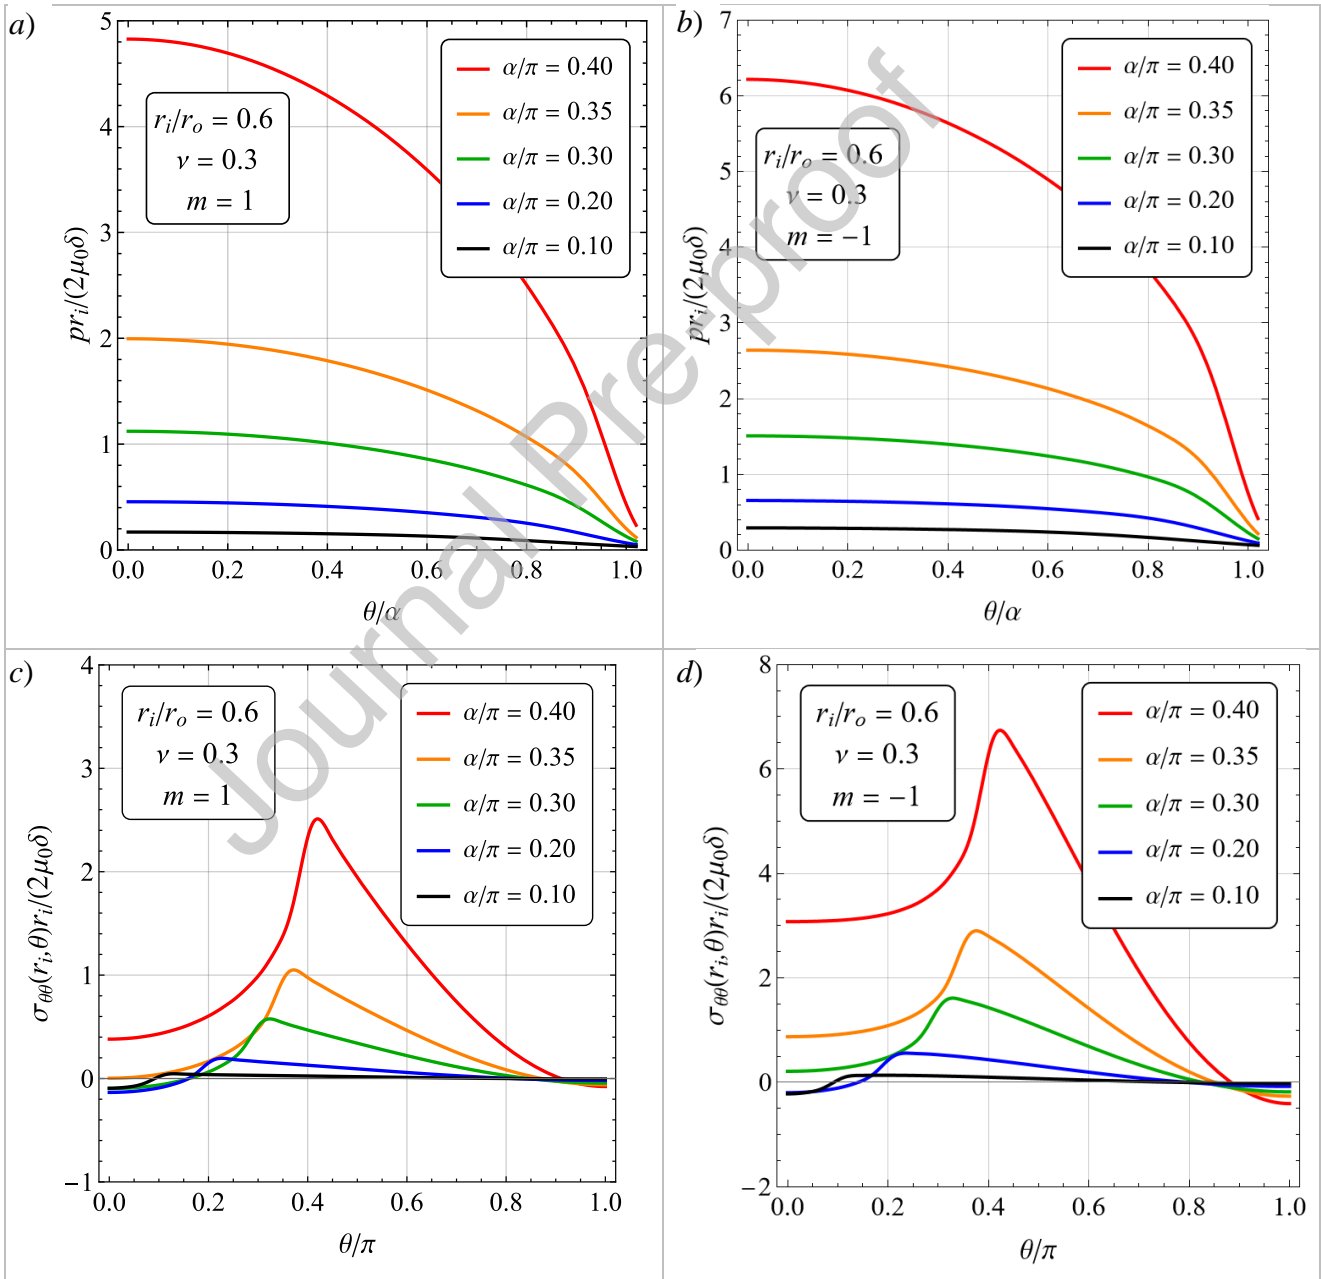 a)
5
4
3
2
1
0
0.0 0.2 0.4 0.6 0.8 1.0
θ/α
pr_i/(2μ_0δ)
r_i/r_o = 0.6
ν = 0.3
m = 1
α/π = 0.40
α/π = 0.35
α/π = 0.30
α/π = 0.20
α/π = 0.10
b)
7
6
5
4
3
2
1
0
0.0 0.2 0.4 0.6 0.8 1.0
θ/α
pr_i/(2μ_0δ)
r_i/r_o = 0.6
ν = 0.3
m = −1
α/π = 0.40
α/π = 0.35
α/π = 0.30
α/π = 0.20
α/π = 0.10
c)
4
3
2
1
0
−1
0.0 0.2 0.4 0.6 0.8 1.0
θ/π
σ_θθ(r_i,θ)r_i/(2μ_0δ)
r_i/r_o = 0.6
ν = 0.3
m = 1
α/π = 0.40
α/π = 0.35
α/π = 0.30
α/π = 0.20
α/π = 0.10
d)
8
6
4
2
0
−2
0.0 0.2 0.4 0.6 0.8 1.0
θ/π
σ_θθ(r_i,θ)r_i/(2μ_0δ)
r_i/r_o = 0.6
ν = 0.3
m = −1
α/π = 0.40
α/π = 0.35
α/π = 0.30
α/π = 0.20
α/π = 0.10
Journal Pre-proof